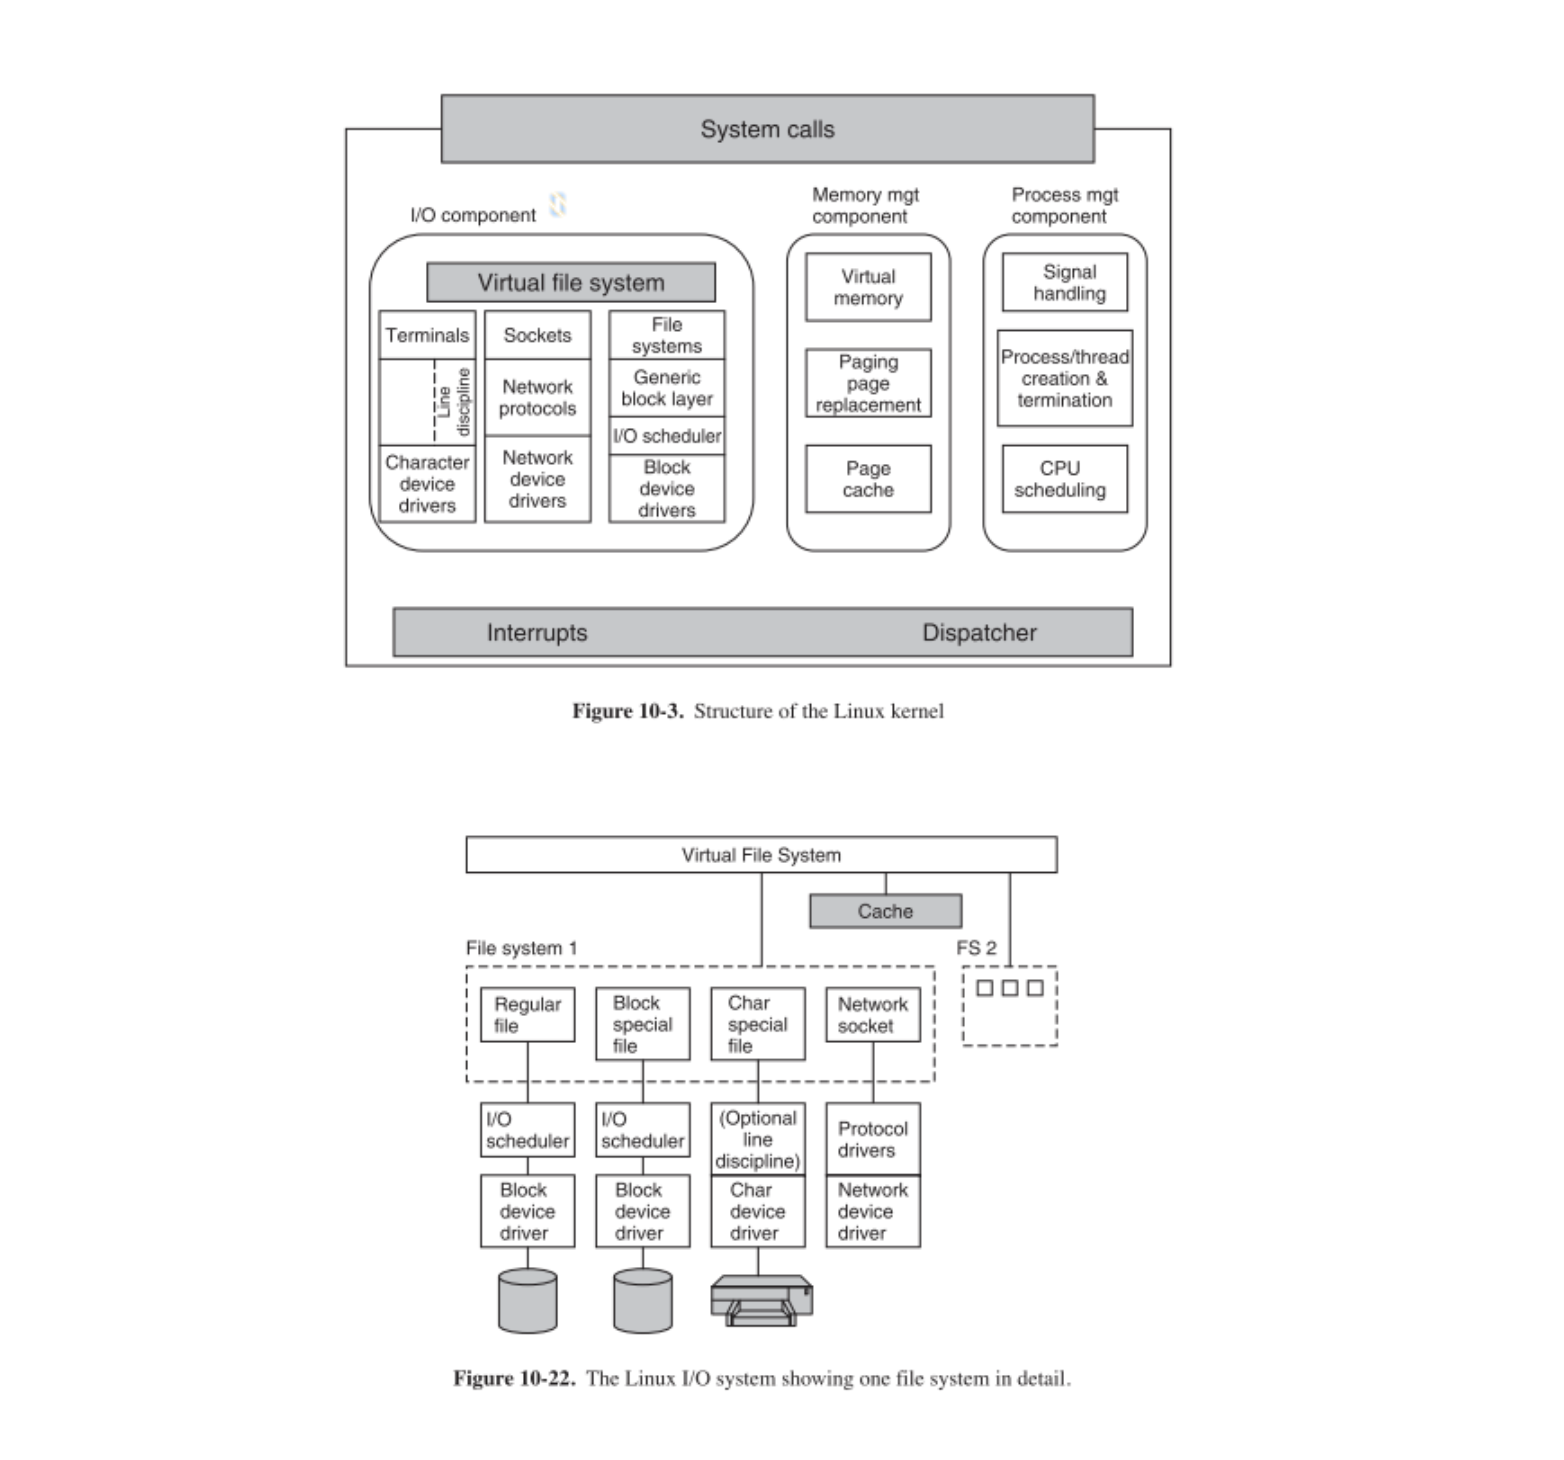 System calls
I/O component
Memory mgt
component
Process mgt
component
Virtual file system
Terminals
Line
discipline
Character
device
drivers
Sockets
Network
protocols
Network
device
drivers
File
systems
Generic
block layer
I/O scheduler
Block
device
drivers
Virtual
memory
Paging
page
replacement
Page
cache
Signal
handling
Process/thread
creation &
termination
CPU
scheduling
Interrupts
Dispatcher
Figure 10-3. Structure of the Linux kernel
Virtual File System
Cache
File system 1
FS 2
Regular
file
Block
special
file
Char
special
file
Network
socket
I/O
scheduler
I/O
scheduler
(Optional
line
discipline)
Protocol
drivers
Block
device
driver
Block
device
driver
Char
device
driver
Network
device
driver
Figure 10-22. The Linux I/O system showing one file system in detail.